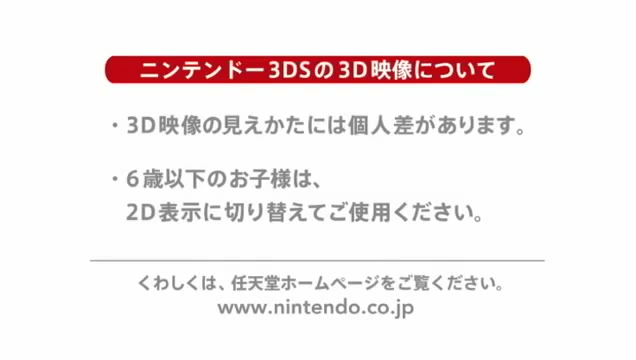 ニンテンドー3DSの3D映像について
・3D映像の見えかたには個人差があります。
・6歳以下のお子様は、
2D表示に切り替えてご使用ください。
くわしくは、任天堂ホームページをご覧ください。
www.nintendo.co.jp